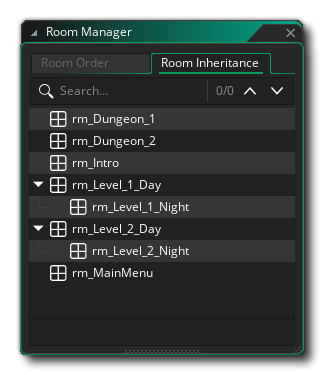 Room Manager
Room Order Room Inheritance
Search... 0/0
rm_Dungeon_1
rm_Dungeon_2
rm_Intro
rm_Level_1_Day
rm_Level_1_Night
rm_Level_2_Day
rm_Level_2_Night
rm_MainMenu